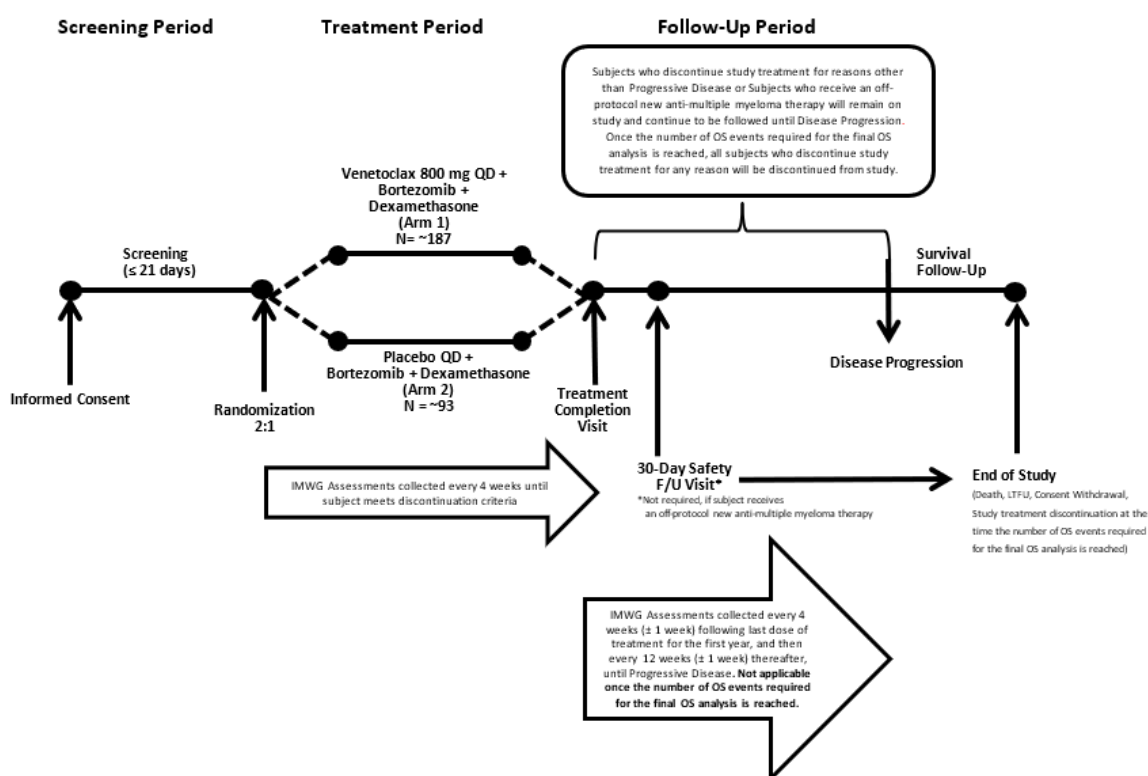 Screening Period
Treatment Period
Follow-Up Period
Subjects who discontinue study treatment for reasons other
than Progressive Disease or Subjects who receive an off-
protocol new anti-multiple myeloma therapy will remain on
study and continue to be followed until Disease Progression.
Once the number of OS events required for the final OS
analysis is reached, all subjects who discontinue study
treatment for any reason will be discontinued from study.
Venetoclax 800 mg QD +
Bortezomib +
Dexamethasone
(Arm 1)
N= ~187
Screening
(≤ 21 days)
Survival
Follow-Up
Placebo QD +
Bortezomib + Dexamethasone
(Arm 2)
N = ~93
Disease Progression
Informed Consent
Randomization
2:1
Treatment
Completion
Visit
IMWG Assessments collected every 4 weeks until
subject meets discontinuation criteria
30-Day Safety
F/U Visit*
*Not required, if subject receives
an off-protocol new anti-multiple myeloma therapy
End of Study
(Death, LTFU, Consent Withdrawal,
Study treatment discontinuation at the
time the number of OS events required
for the final OS analysis is reached)
IMWG Assessments collected every 4
weeks (± 1 week) following last dose of
treatment for the first year, and then
every 12 weeks (± 1 week) thereafter,
until Progressive Disease. Not applicable
once the number of OS events required
for the final OS analysis is reached.